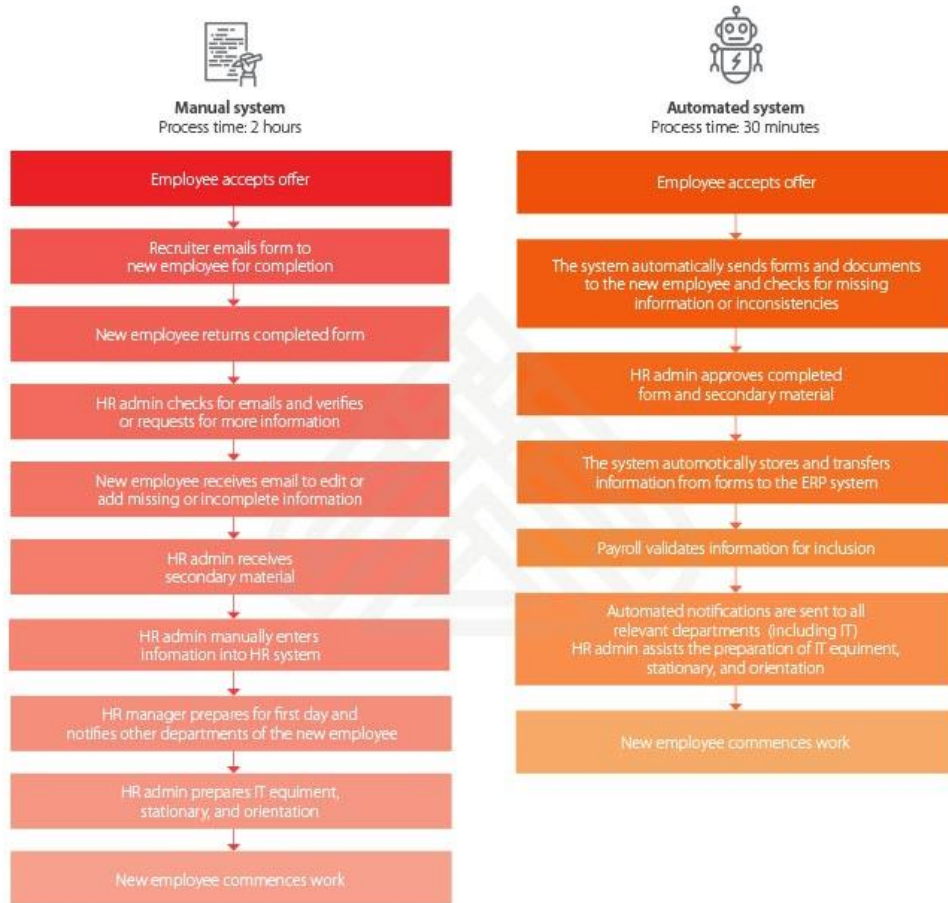 Manual system
Process time: 2 hours
Employee accepts offer
Recruiter emails form to
new employee for completion
New employee returns completed form
HR admin checks for emails and verifies
or requests for more information
New employee receives email to edit or
add missing or incomplete information
HR admin receives
secondary material
HR admin manually enters
infomation into HR system
HR manager prepares for first day and
notifies other departments of the new employee
HR admin prepares IT equiment,
stationary, and orientation
New employee commences work
Automated system
Process time: 30 minutes
Employee accepts offer
The system automatically sends forms and documents
to the new employee and checks for missing
information or inconsistencies
HR admin approves completed
form and secondary material
The system automotically stores and transfers
information from forms to the ERP system
Payroll validates information for inclusion
Automated notifications are sent to all
relevant departments (including IT)
HR admin assists the preparation of IT equiment,
stationary, and orientation
New employee commences work